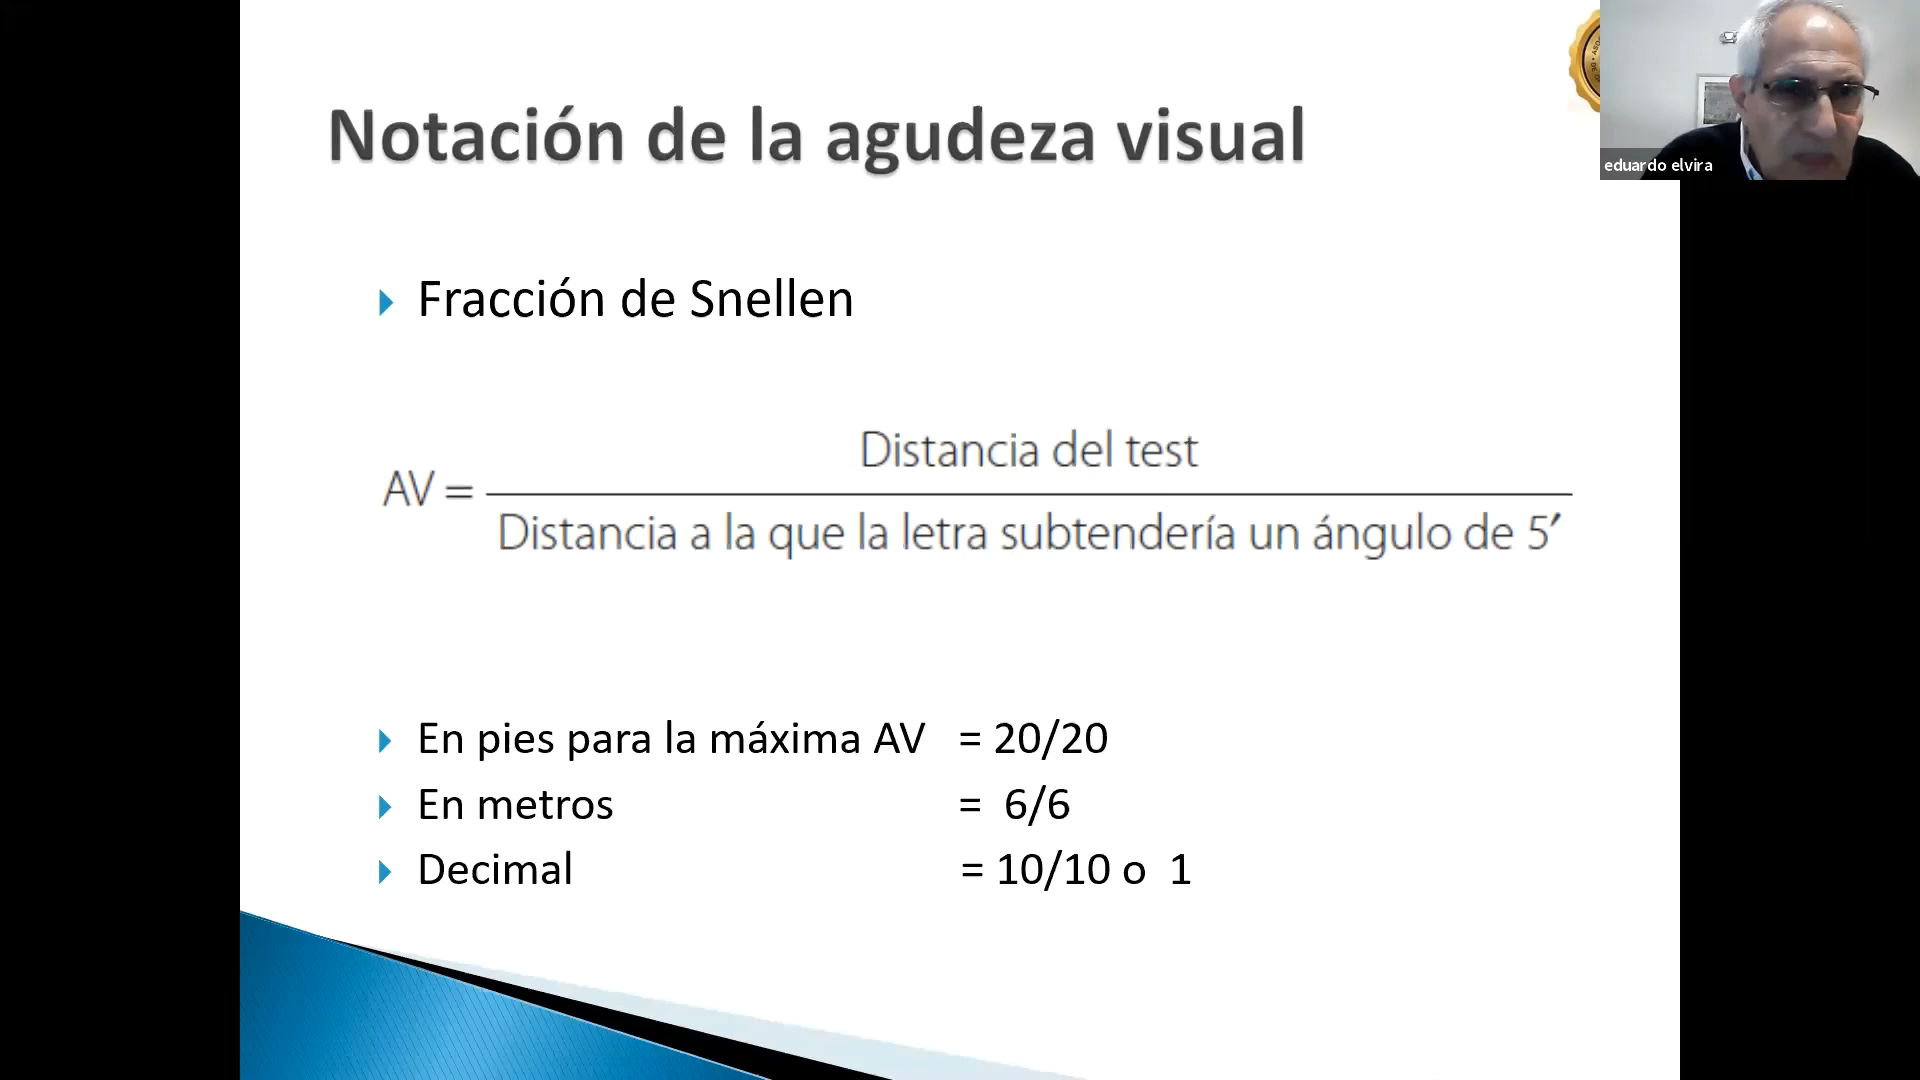 Notación de la agudeza visual
eduardo elvira
Fracción de Snellen
AV = Distancia del test
Distancia a la que la letra subtendería un ángulo de 5′
En pies para la máxima AV = 20/20
En metros = 6/6
Decimal = 10/10 o 1